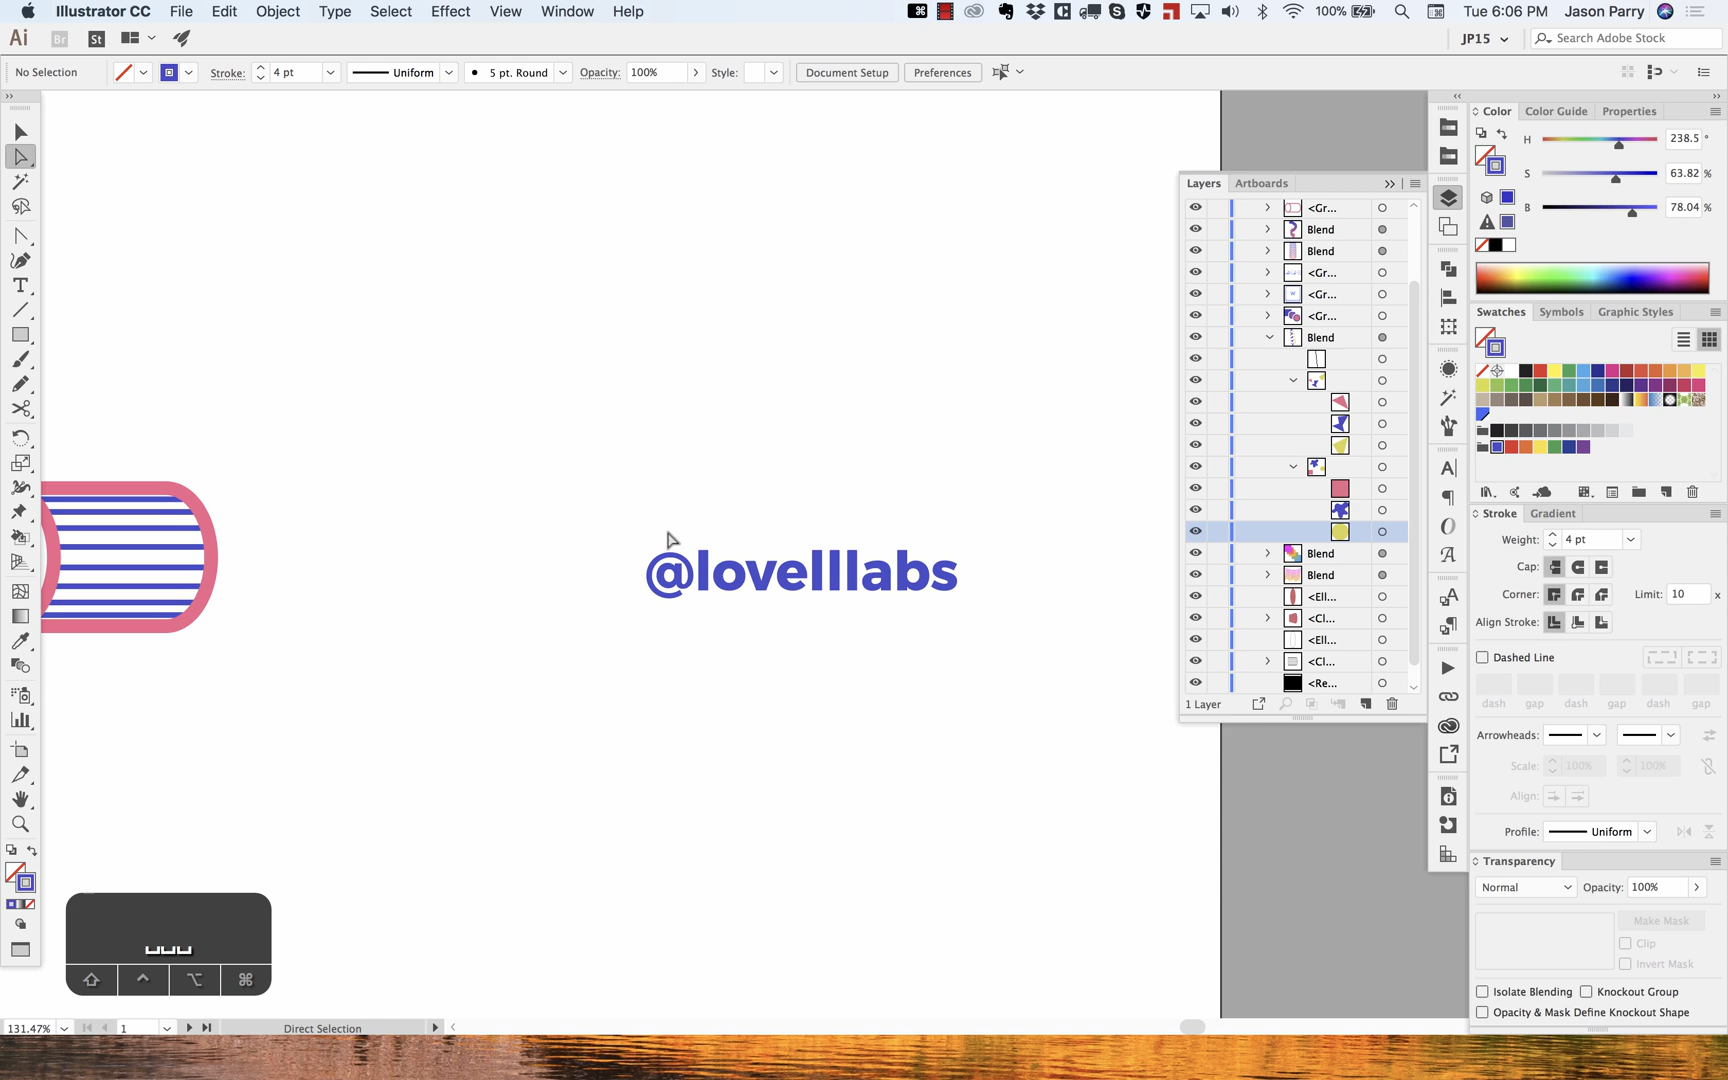 Illustrator CC File Edit Object Type Select Effect View Window Help 100% Tue 6:06 PM Jason Parry
Ai Br St JP15 Search Adobe Stock
No Selection Stroke: 4 pt Uniform 5 pt. Round Opacity: 100% Style: Document Setup Preferences
Color Color Guide Properties
H 238.5 °
S 63.82 %
B 78.04 %
Layers Artboards
<Gr...
Blend
Blend
<Gr...
<Gr...
<Gr...
Blend
Blend
Blend
<Ell...
<Cl...
<Ell...
<Cl...
<Re...
1 Layer
@lovelllabs
Swatches Symbols Graphic Styles
Stroke Gradient
Weight: 4 pt
Cap:
Corner: Limit: 10 x
Align Stroke:
Dashed Line
dash gap dash gap dash gap
Arrowheads:
Scale: 100% 100%
Align:
Profile: Uniform
Transparency
Normal Opacity: 100%
Make Mask
Clip
Invert Mask
Isolate Blending Knockout Group
Opacity & Mask Define Knockout Shape
131.47% 1 Direct Selection